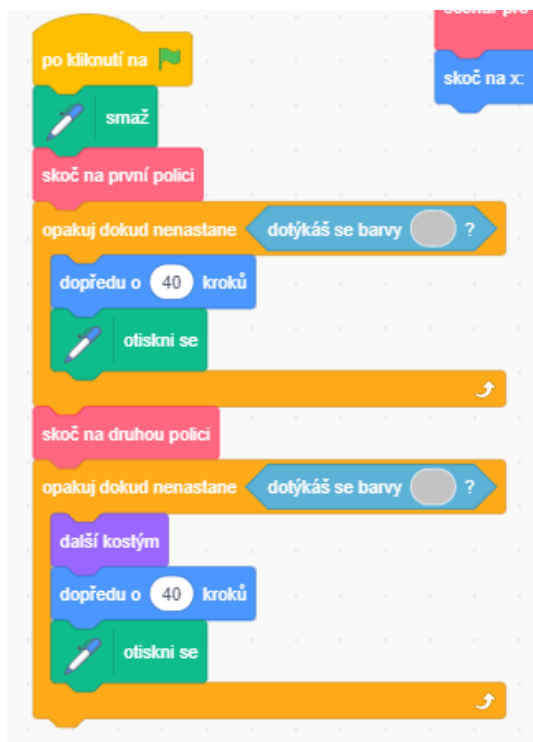 po kliknutí na
smaž
skoč na první polici
opakuj dokud nenastane dotýkáš se barvy ?
dopředu o 40 kroků
otiskni se
skoč na druhou polici
opakuj dokud nenastane dotýkáš se barvy ?
další kostým
dopředu o 40 kroků
otiskni se
pro
skoč na x: